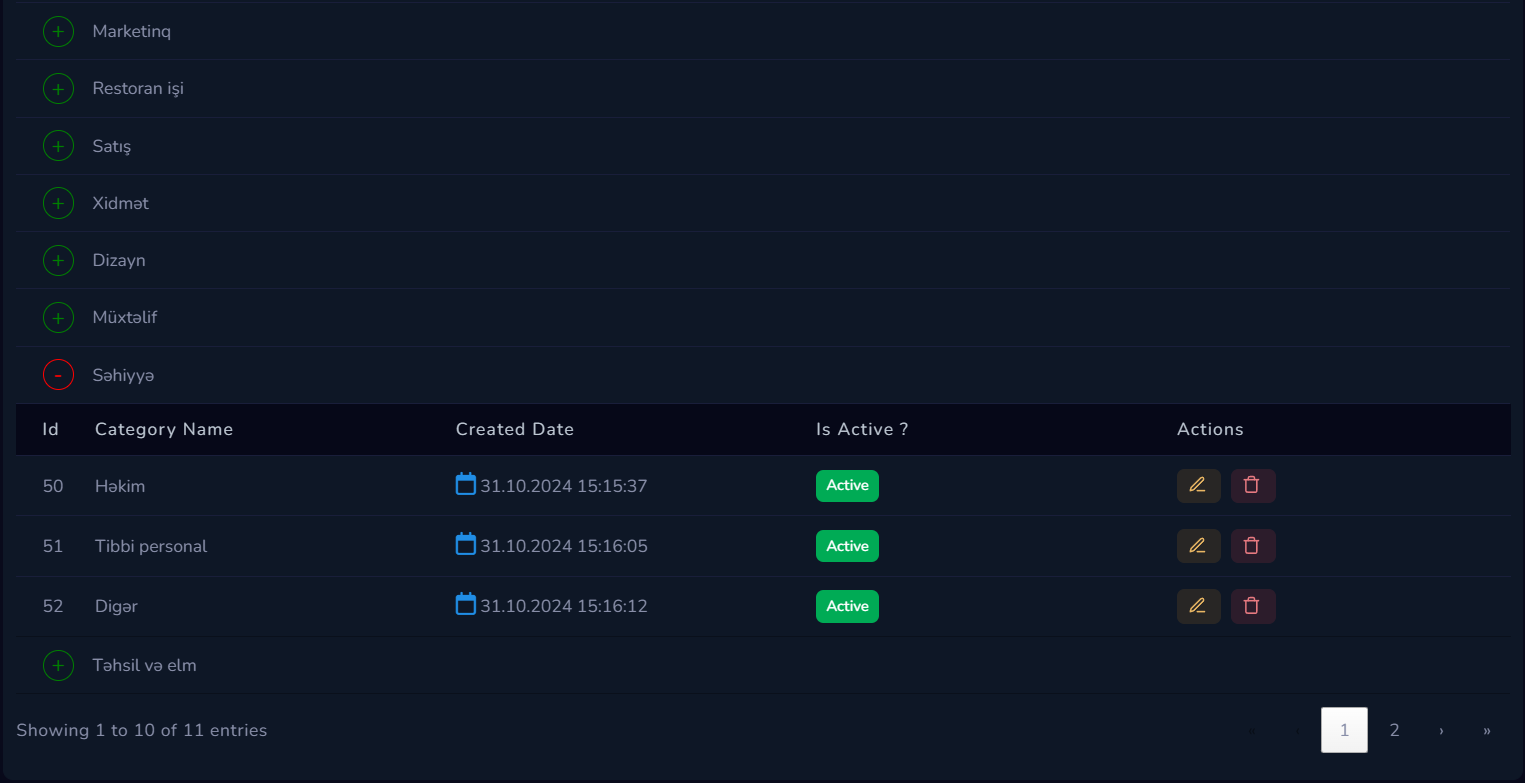 + Marketinq
+ Restoran işi
+ Satış
+ Xidmət
+ Dizayn
+ Müxtəlif
- Səhiyyə
Id Category Name Created Date Is Active ? Actions
50 Həkim 31.10.2024 15:15:37 Active
51 Tibbi personal 31.10.2024 15:16:05 Active
52 Digər 31.10.2024 15:16:12 Active
+ Təhsil və elm
Showing 1 to 10 of 11 entries « ‹ 1 2 › »